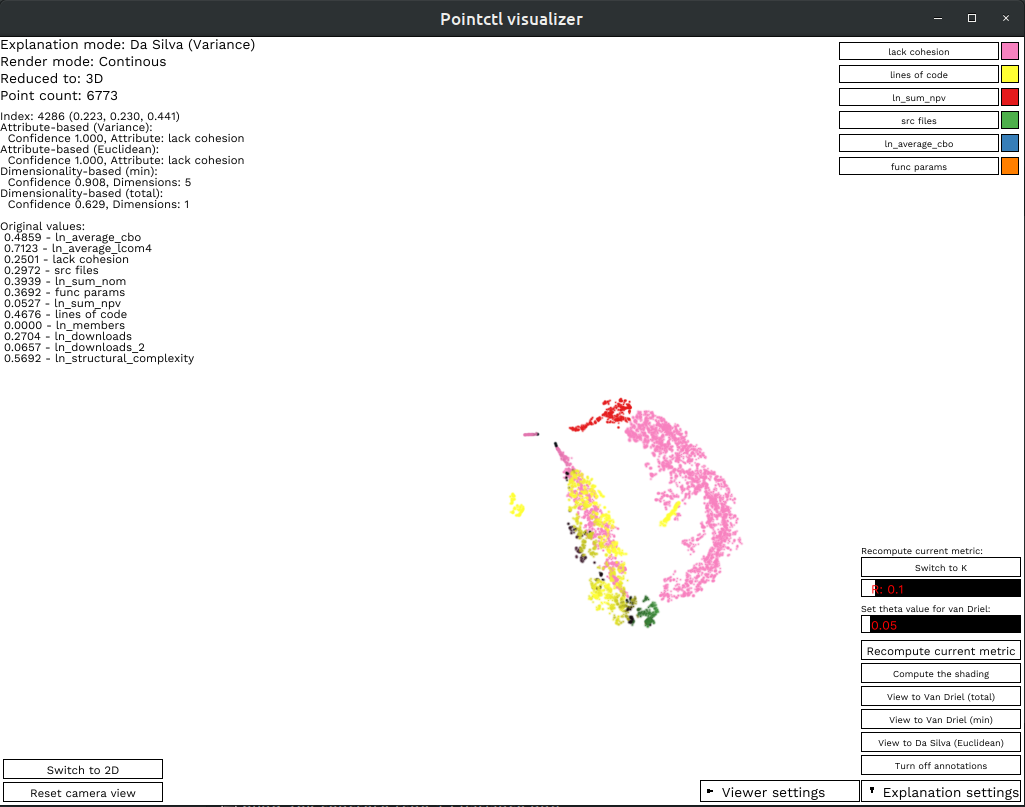 Pointctl visualizer
Explanation mode: Da Silva (Variance)
Render mode: Continous
Reduced to: 3D
Point count: 6773
Index: 4286 (0.223, 0.230, 0.441)
Attribute-based (Variance):
Confidence 1.000, Attribute: lack cohesion
Attribute-based (Euclidean):
Confidence 1.000, Attribute: lack cohesion
Dimensionality-based (min):
Confidence 0.908, Dimensions: 5
Dimensionality-based (total):
Confidence 0.629, Dimensions: 1
Original values:
0.4859 - ln_average_cbo
0.7123 - ln_average_lcom4
0.2501 - lack cohesion
0.2972 - src files
0.3939 - ln_sum_nom
0.3692 - func params
0.0527 - ln_sum_npv
0.4676 - lines of code
0.0000 - ln_members
0.2704 - ln_downloads
0.0657 - ln_downloads_2
0.5692 - ln_structural_complexity
lack cohesion
lines of code
ln_sum_npv
src files
ln_average_cbo
func params
Recompute current metric:
Switch to K
R: 0.1
Set theta value for van Driel:
0.05
Recompute current metric
Compute the shading
View to Van Driel (total)
View to Van Driel (min)
View to Da Silva (Euclidean)
Turn off annotations
Switch to 2D
Reset camera view
Viewer settings
Explanation settings